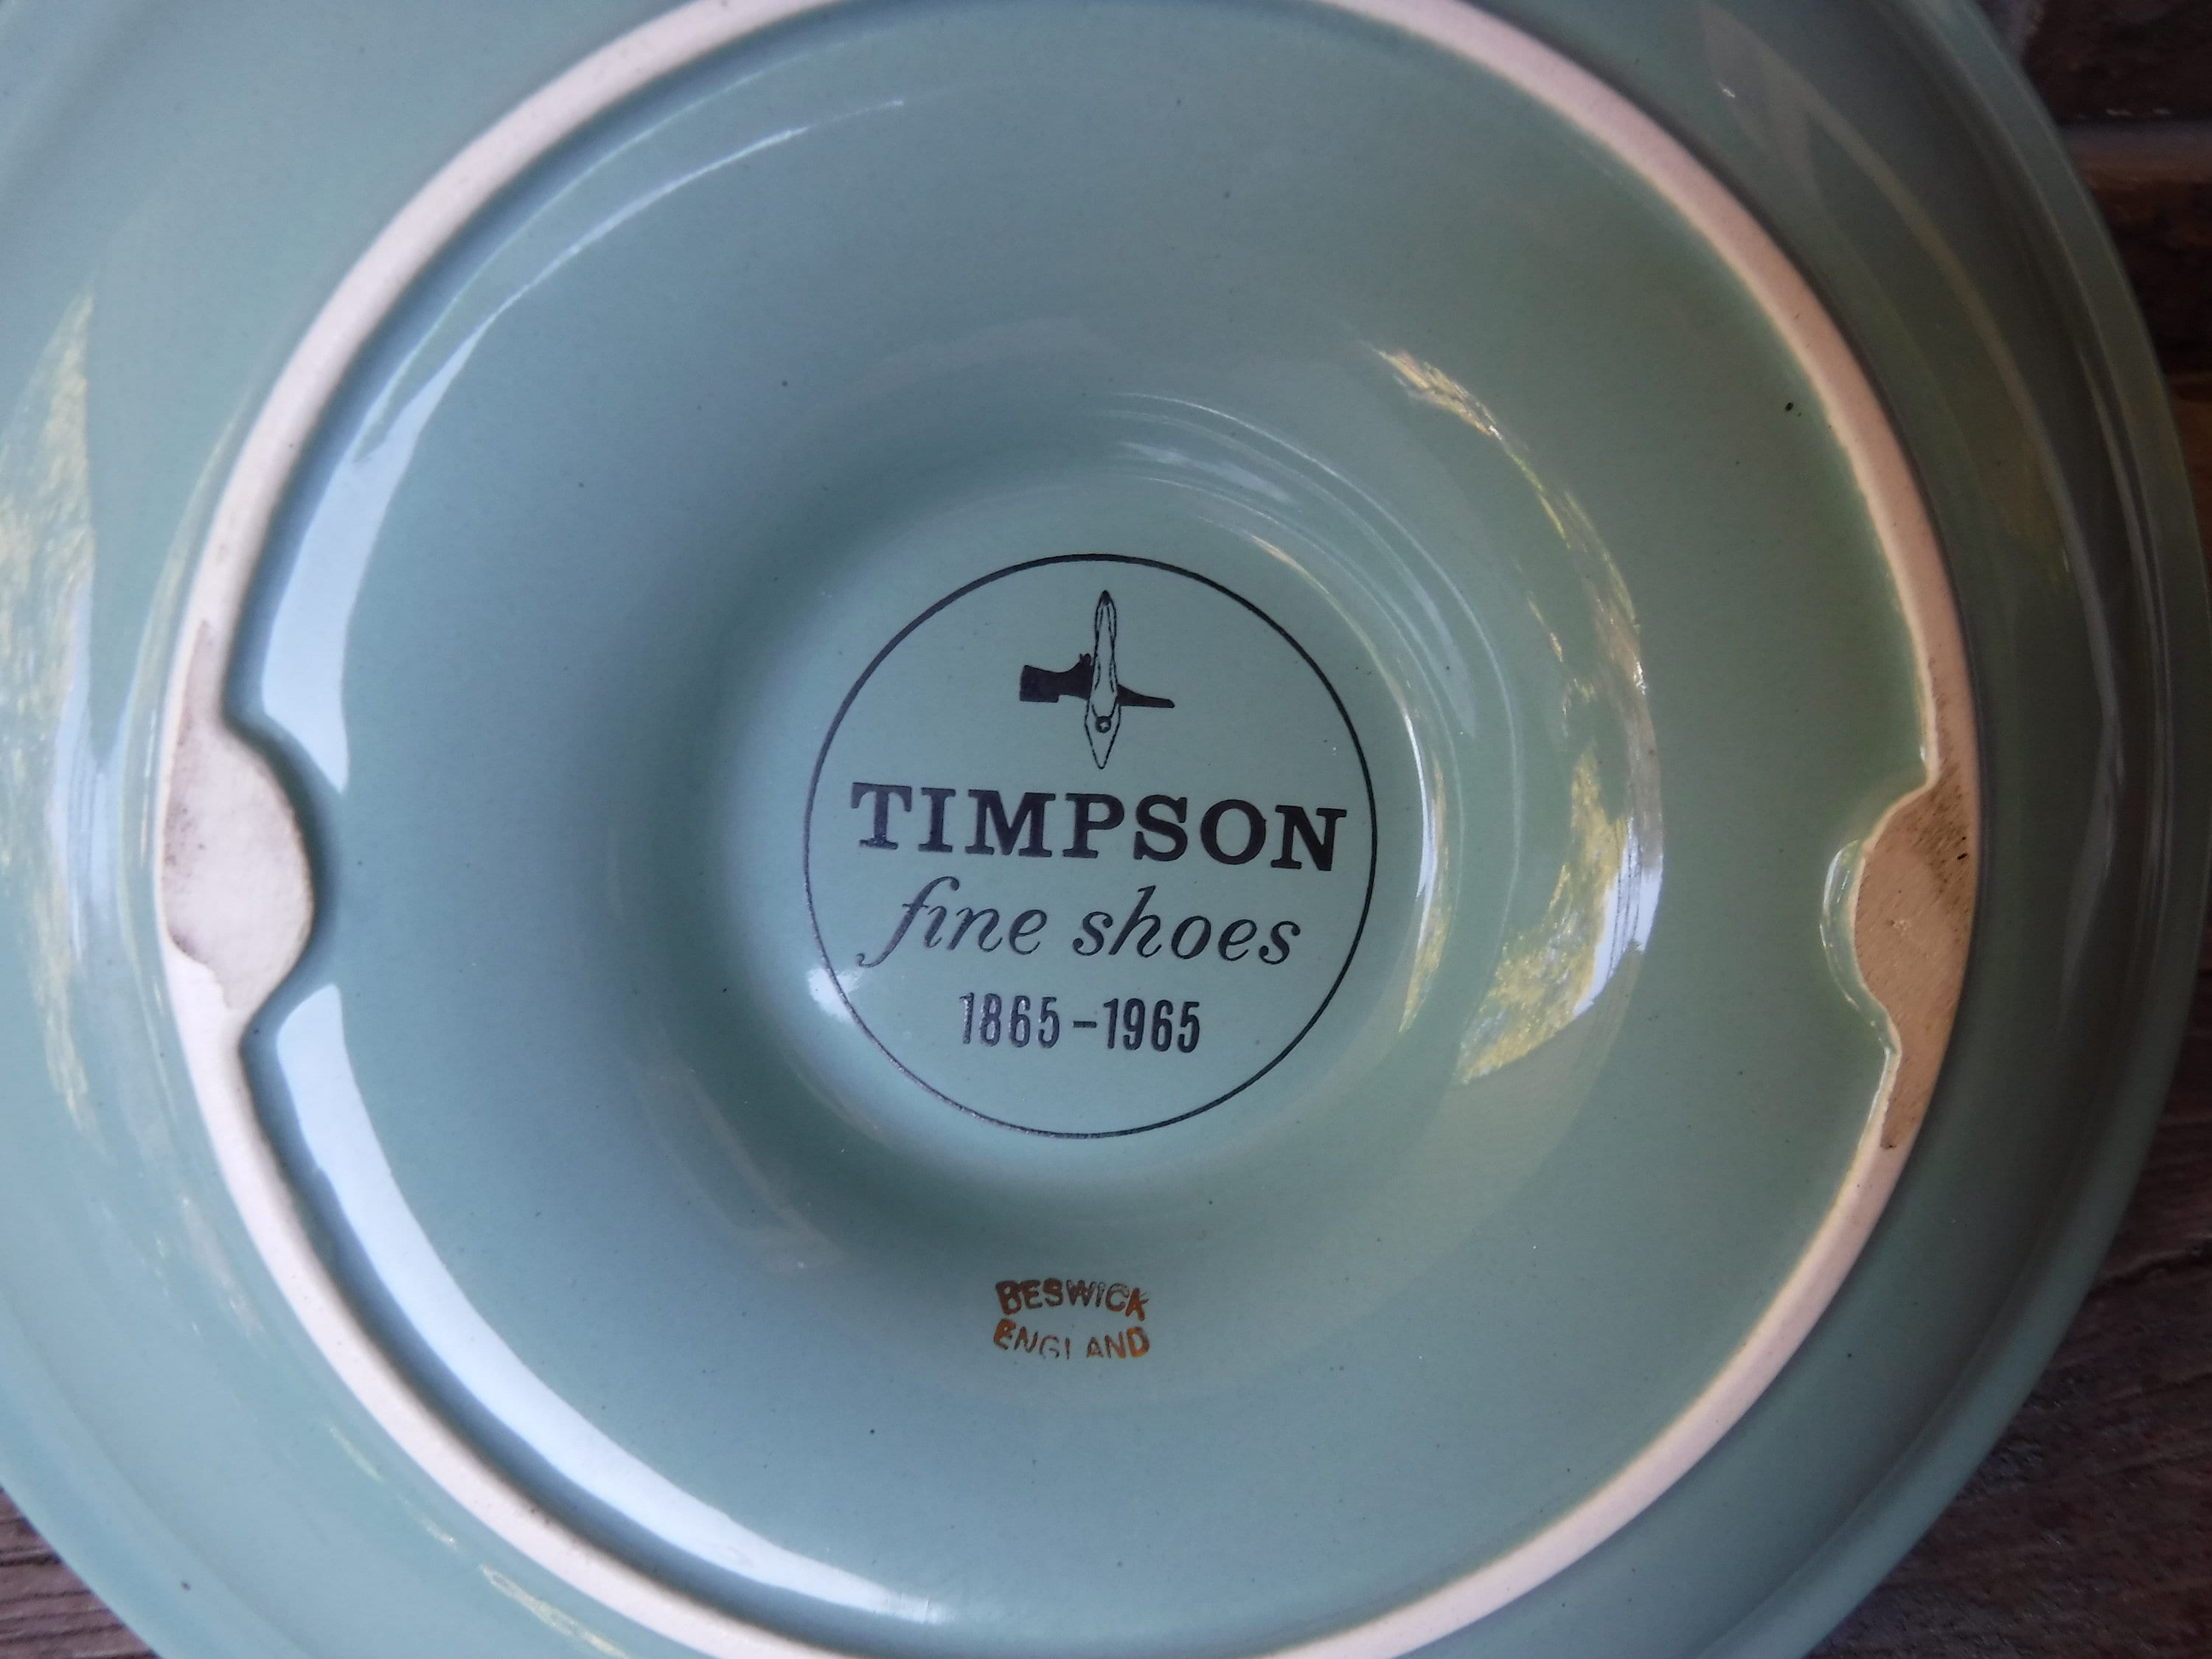 TIMPSON
fine shoes
1865-1965
BESWICK
ENGLAND